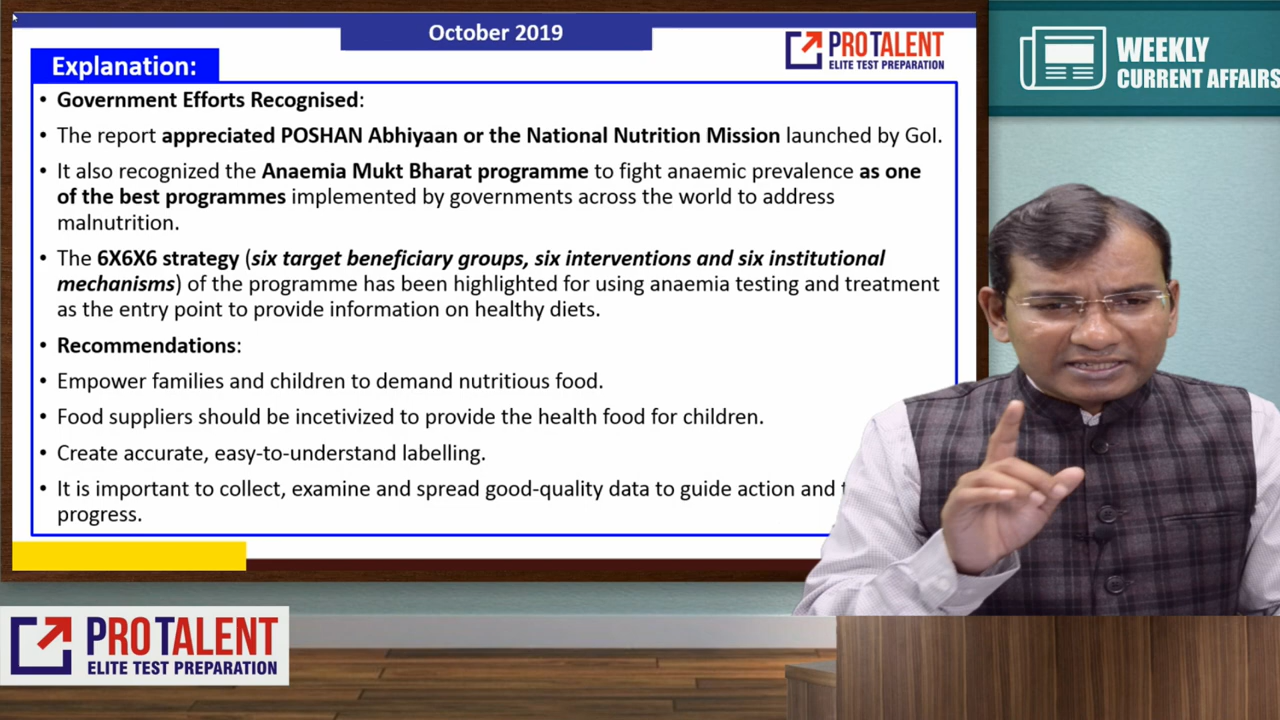 October 2019
PRO TALENT
ELITE TEST PREPARATION
WEEKLY
CURRENT AFFAIRS
Explanation:
• Government Efforts Recognised:
• The report appreciated POSHAN Abhiyaan or the National Nutrition Mission launched by GoI.
• It also recognized the Anaemia Mukt Bharat programme to fight anaemic prevalence as one
of the best programmes implemented by governments across the world to address
malnutrition.
• The 6X6X6 strategy (six target beneficiary groups, six interventions and six institutional
mechanisms) of the programme has been highlighted for using anaemia testing and treatment
as the entry point to provide information on healthy diets.
• Recommendations:
• Empower families and children to demand nutritious food.
• Food suppliers should be incetivized to provide the health food for children.
• Create accurate, easy-to-understand labelling.
• It is important to collect, examine and spread good-quality data to guide action and
progress.
PRO TALENT
ELITE TEST PREPARATION